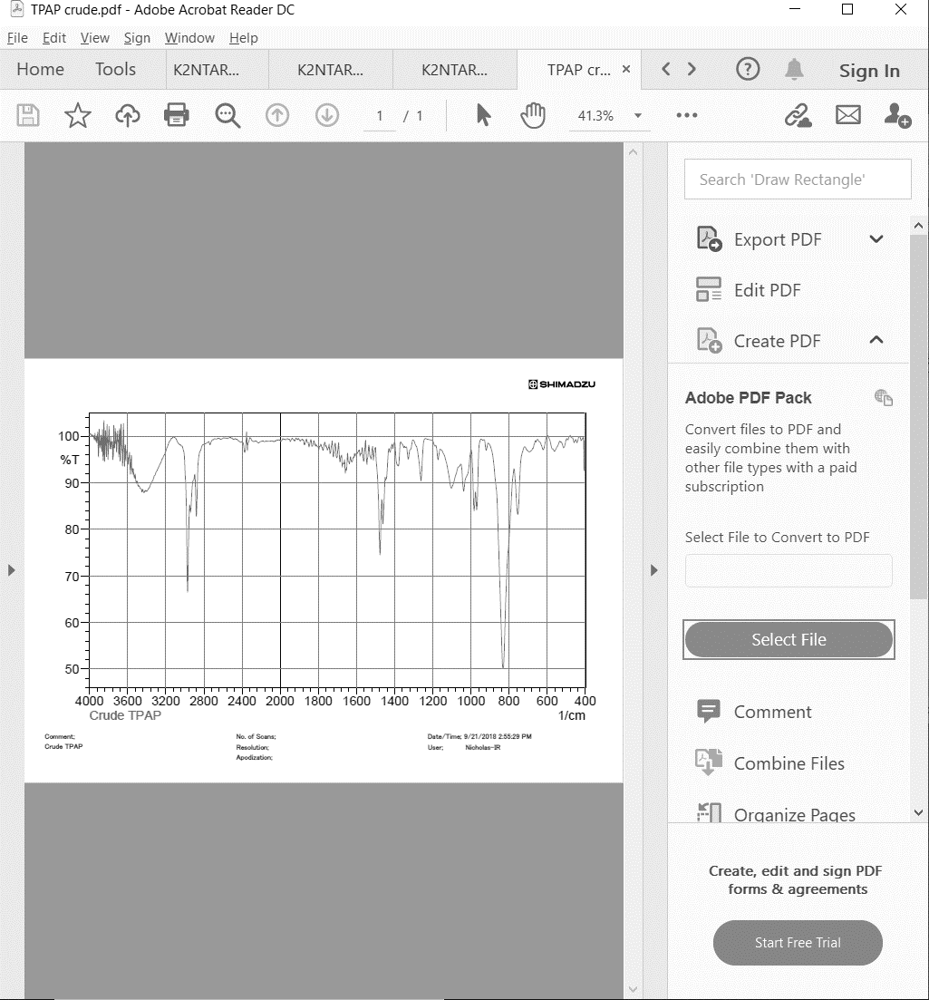 TPAP crude.pdf - Adobe Acrobat Reader DC
File Edit View Sign Window Help
Home Tools K2NTAR... K2NTAR... K2NTAR... TPAP cr... × Sign In
1 / 1 41.3%
Search 'Draw Rectangle'
Export PDF
Edit PDF
Create PDF
Adobe PDF Pack
Convert files to PDF and
easily combine them with
other file types with a paid
subscription
Select File to Convert to PDF
Select File
Comment
Combine Files
Organize Pages
Create, edit and sign PDF
forms & agreements
Start Free Trial
SHIMADZU
100
%T
90
80
70
60
50
4000 3600 3200 2800 2400 2000 1800 1600 1400 1200 1000 800 600 400
Crude TPAP 1/cm
Comment; No. of Scans; Date/Time; 9/21/2018 2:55:29 PM
Crude TPAP Resolution; User; Nicholas-IR
Apodization;